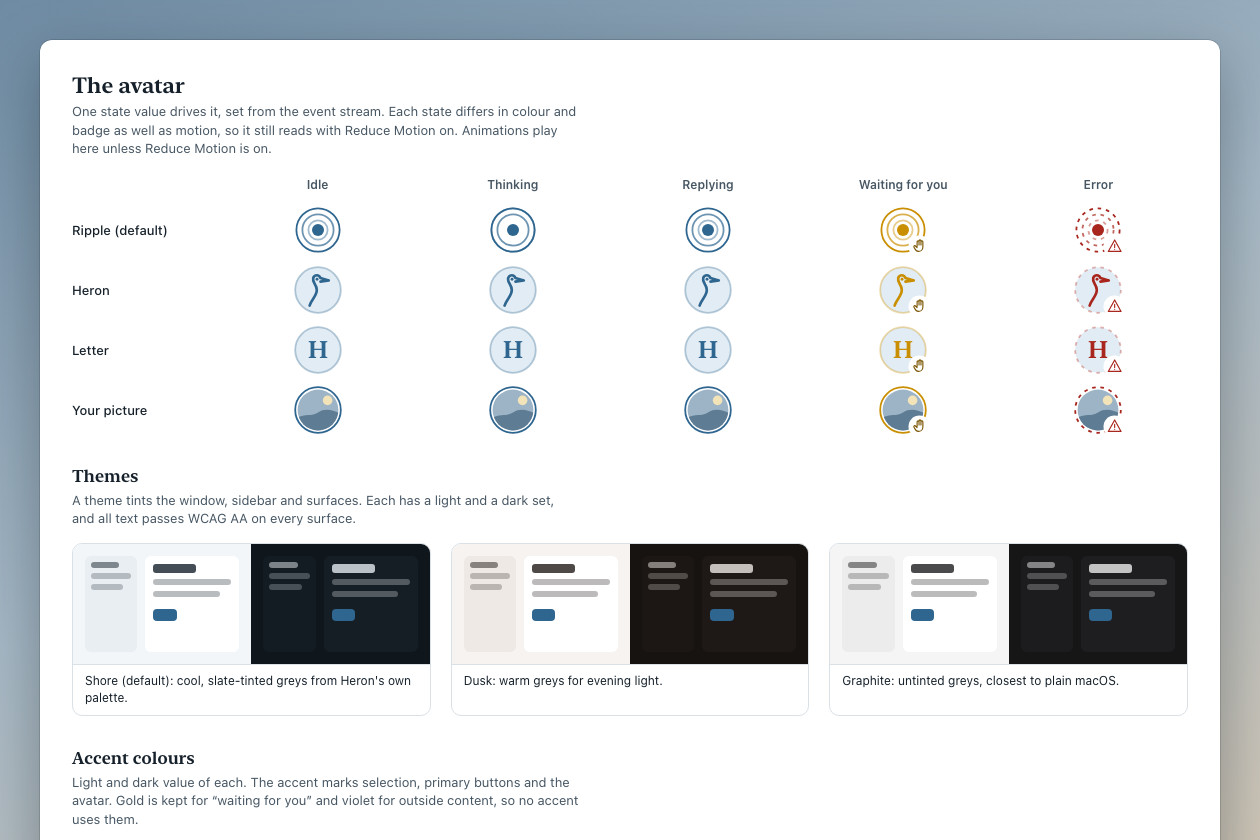 The avatar
One state value drives it, set from the event stream. Each state differs in colour and
badge as well as motion, so it still reads with Reduce Motion on. Animations play
here unless Reduce Motion is on.
Idle Thinking Replying Waiting for you Error
Ripple (default)
Heron
Letter
H H H H H
Your picture
Themes
A theme tints the window, sidebar and surfaces. Each has a light and a dark set,
and all text passes WCAG AA on every surface.
Shore (default): cool, slate-tinted greys from Heron's own
palette.
Dusk: warm greys for evening light.
Graphite: untinted greys, closest to plain macOS.
Accent colours
Light and dark value of each. The accent marks selection, primary buttons and the
avatar. Gold is kept for “waiting for you” and violet for outside content, so no accent
uses them.